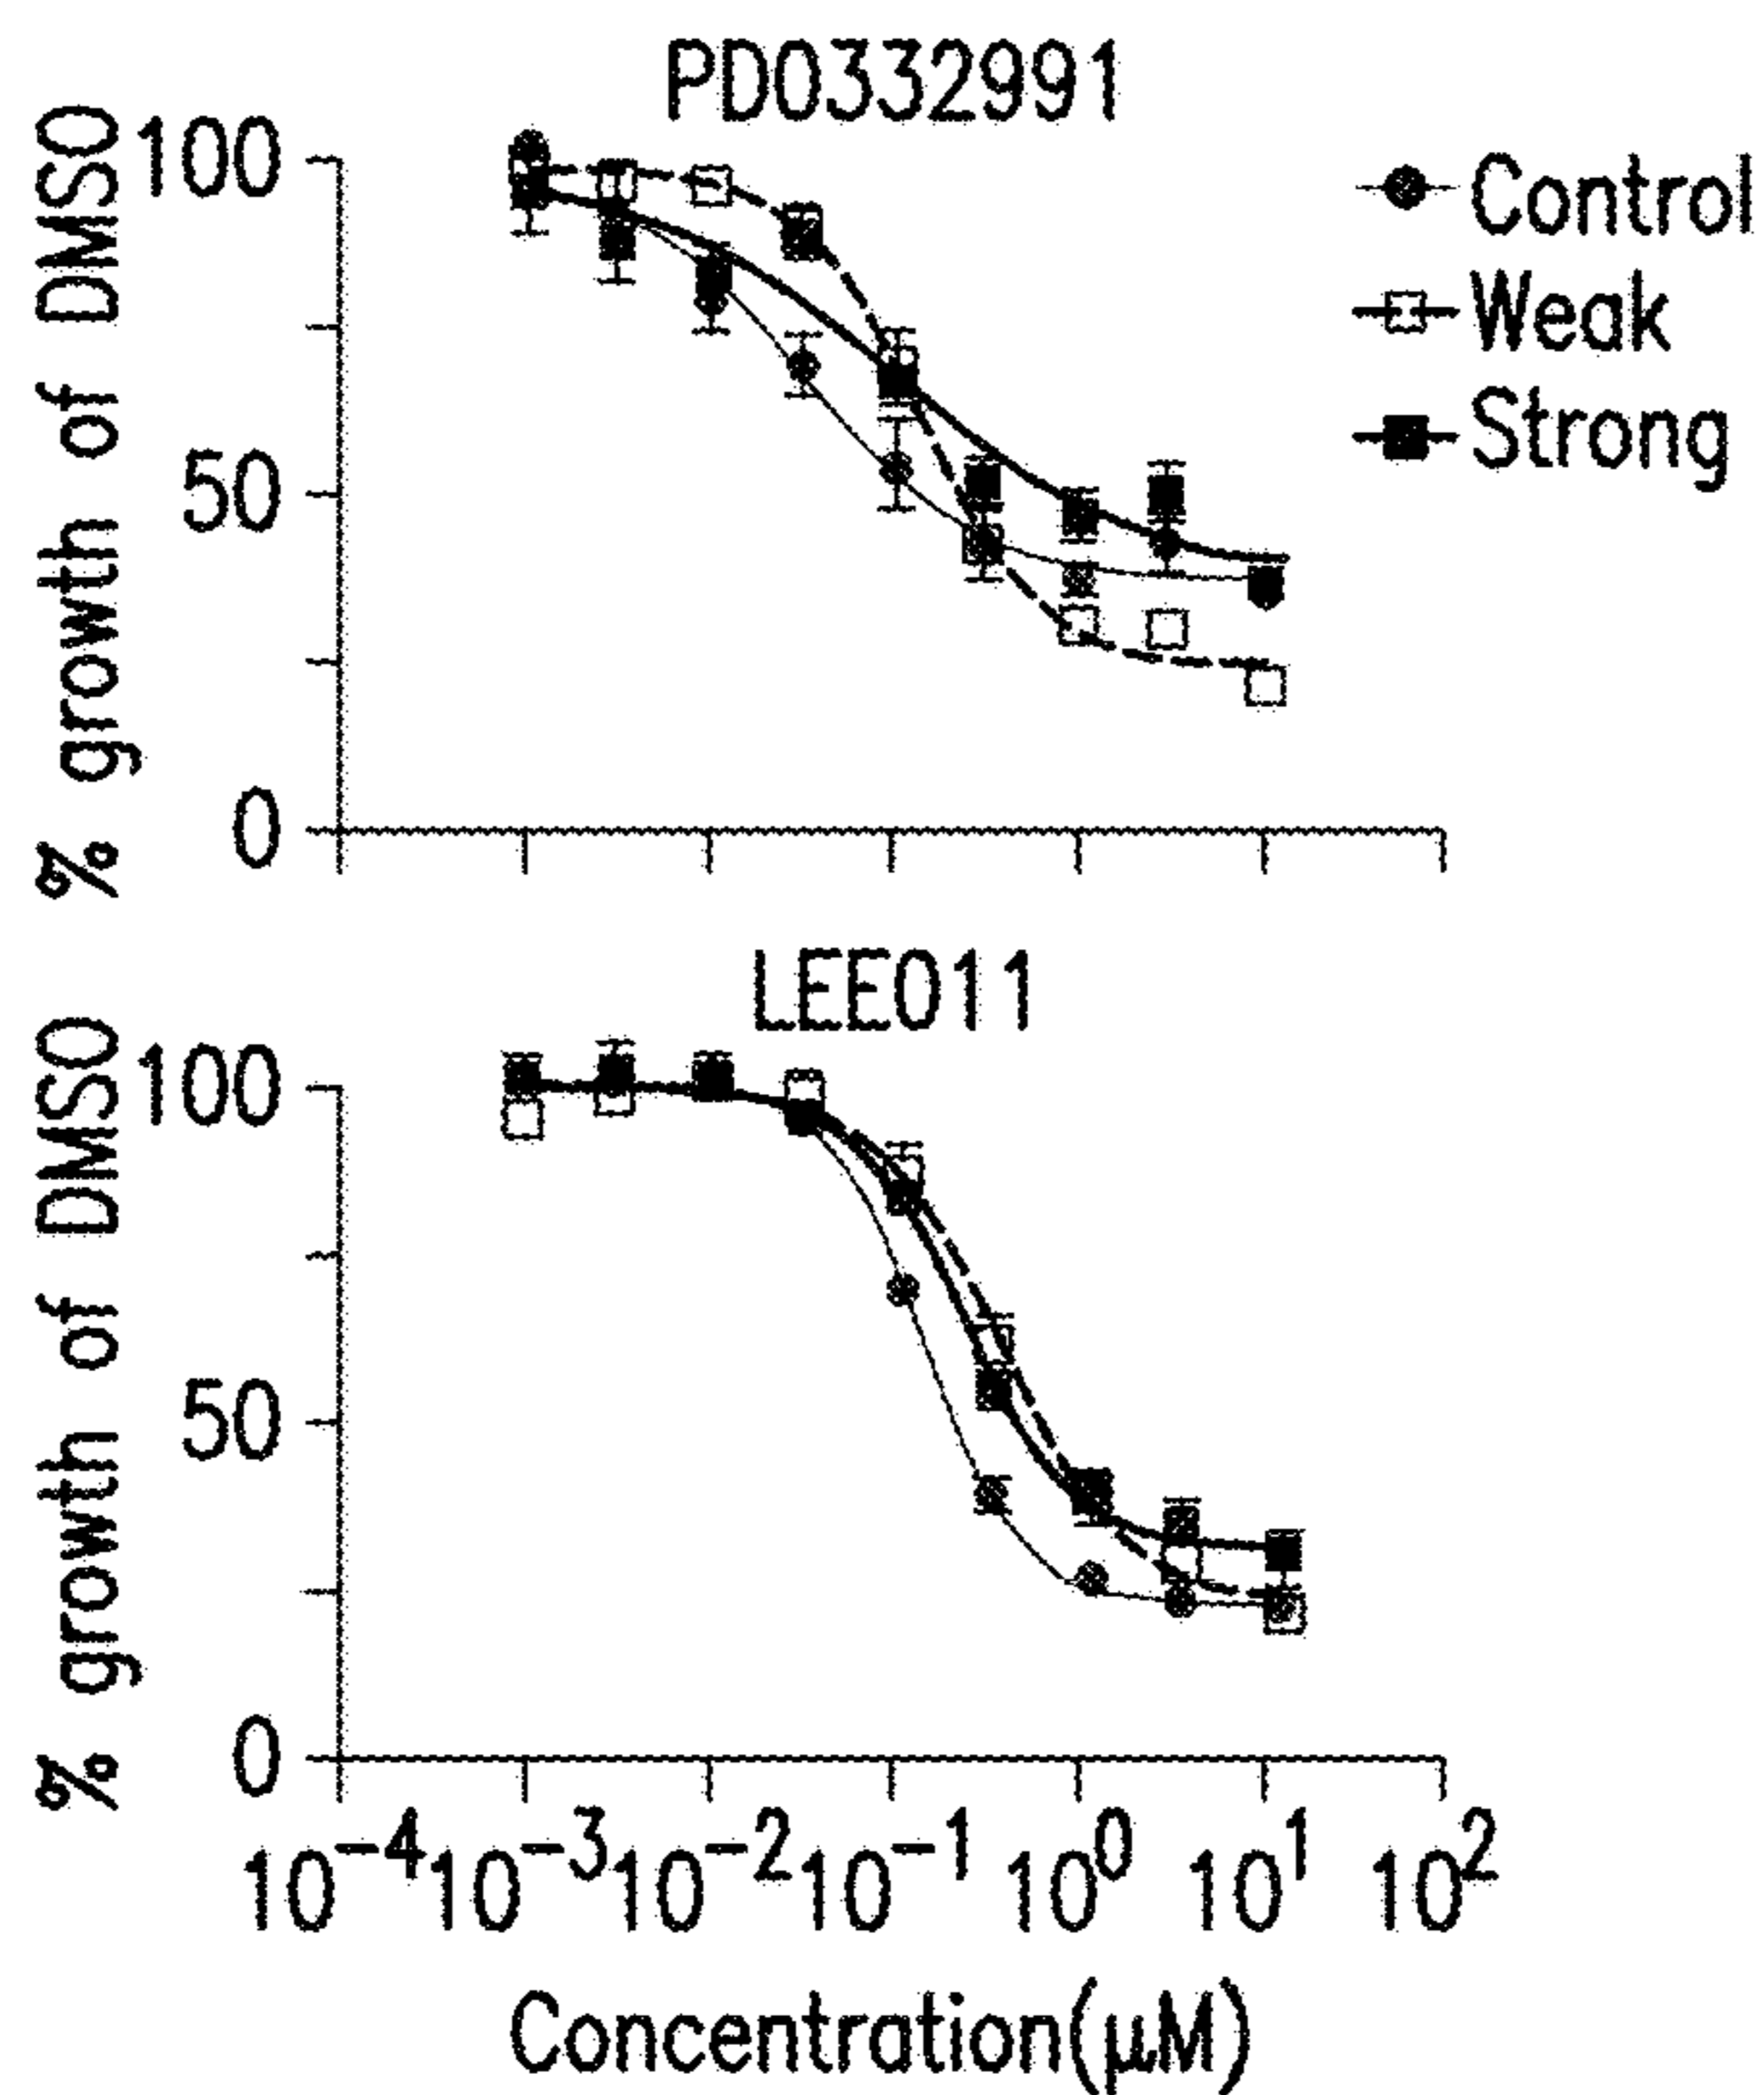 PD0332991
% growth of DMSO
100
50
0
Control
Weak
Strong
LEE011
% growth of DMSO
100
50
0
10⁻⁴ 10⁻³ 10⁻² 10⁻¹ 10⁰ 10¹ 10²
Concentration(µM)